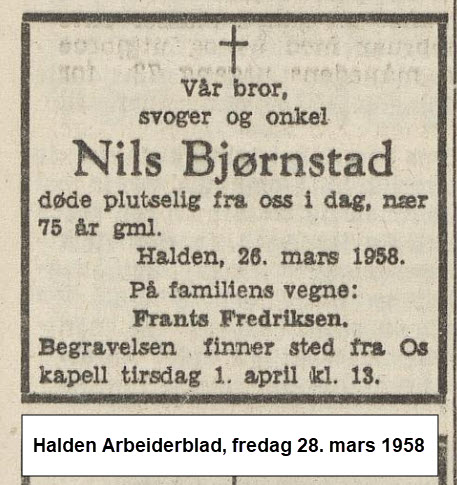 Vår bror,
svoger og onkel
Nils Bjørnstad
døde plutselig fra oss i dag, nær
75 år gml.
Halden, 26. mars 1958.
På familiens vegne:
Frants Fredriksen.
Begravelsen finner sted fra Os
kapell tirsdag 1. april kl. 13.
Halden Arbeiderblad, fredag 28. mars 1958